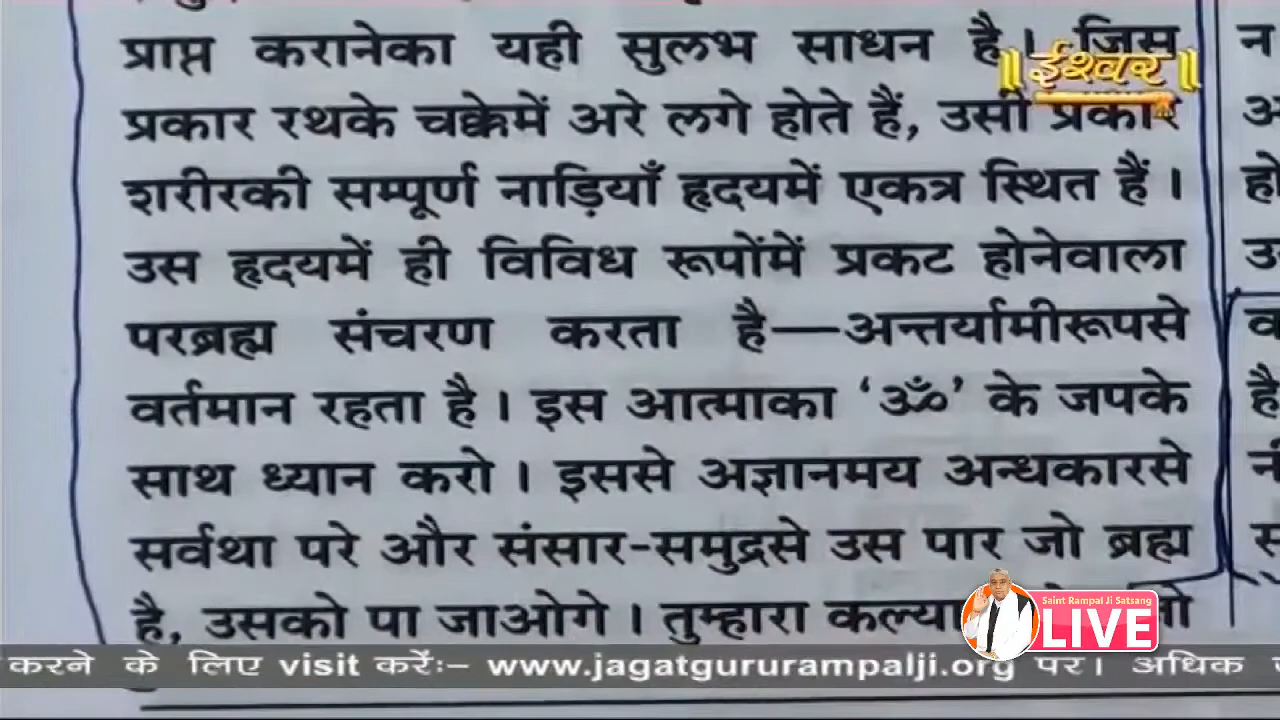 प्राप्त करानेका यही सुलभ साधन है। जिस
ईश्वर
प्रकार रथके चक्केमें अरे लगे होते हैं, उसी प्रकार
शरीरकी सम्पूर्ण नाड़ियाँ हृदयमें एकत्र स्थित हैं।
उस हृदयमें ही विविध रूपोंमें प्रकट होनेवाला
परब्रह्म संचरण करता है—अन्तर्यामीरूपसे
वर्तमान रहता है। इस आत्माका ‘ॐ’ के जपके
साथ ध्यान करो। इससे अज्ञानमय अन्धकारसे
सर्वथा परे और संसार-समुद्रसे उस पार जो ब्रह्म
है, उसको पा जाओगे। तुम्हारा
Saint Rampal Ji Satsang
LIVE
करने के लिए visit करेंः– www.jagatgururampalji.org पर। अधिक